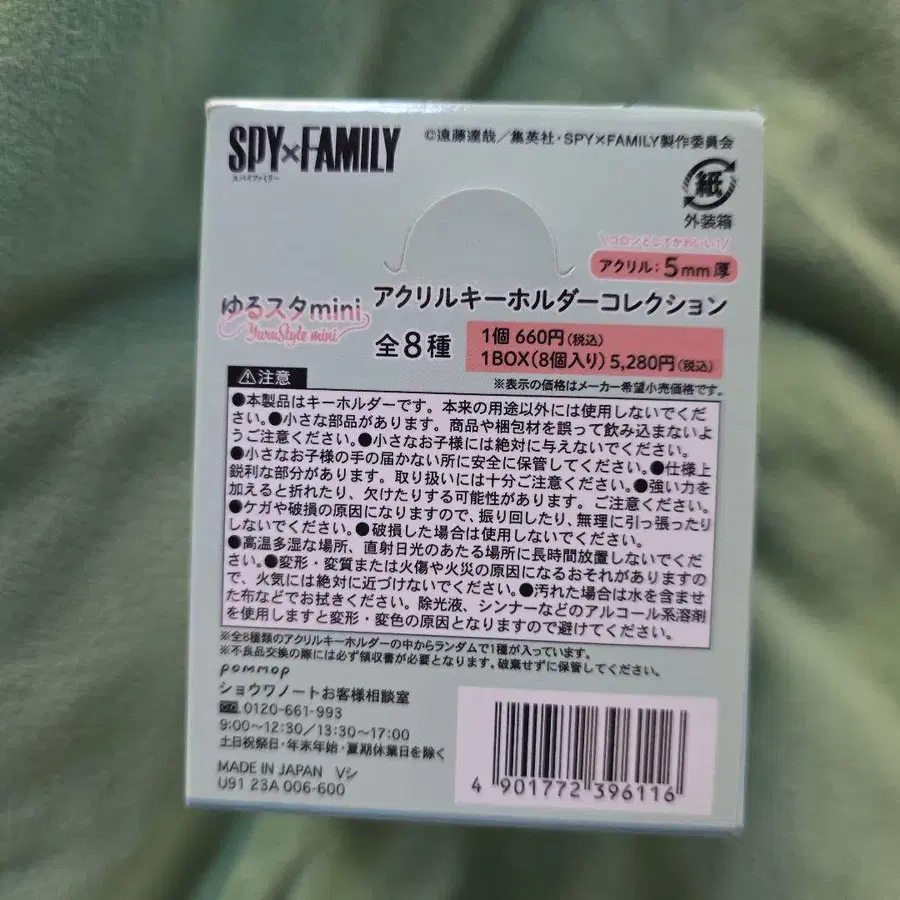 SPY×FAMILY
スパイファミリー
©遠藤達哉／集英社・SPY×FAMILY製作委員会
紙
外装箱
\コロンとしてかわいい!/
アクリル：5mm厚
ゆるスタmini
YuruStyle mini
アクリルキーホルダーコレクション
全8種
1個 660円(税込)
1BOX(8個入り) 5,280円(税込)
※表示の価格はメーカー希望小売価格です。
⚠注意
●本製品はキーホルダーです。本来の用途以外には使用しないでくだ
さい。●小さな部品があります。商品や梱包材を誤って飲み込まないよ
うご注意ください。●小さなお子様には絶対に与えないでください。
●小さなお子様の手の届かない所に安全に保管してください。●仕様上
鋭利な部分があります。取り扱いには十分ご注意ください。●強い力を
加えると折れたり、欠けたりする可能性があります。ご注意ください。
●ケガや破損の原因になりますので、振り回したり、無理に引っ張ったり
しないでください。●破損した場合は使用しないでください。
●高温多湿な場所、直射日光のあたる場所に長時間放置しないでくだ
さい。●変形・変質または火傷や火災の原因になるおそれがありますの
で、火気には絶対に近づけないでください。●汚れた場合は水を含ませ
た布などでお拭きください。除光液、シンナーなどのアルコール系溶剤
を使用しますと変形・変色の原因となりますので避けてください。
※全8種類のアクリルキーホルダーの中からランダムで1種が入っています。
※不良品交換の際には必ず領収書が必要となります。破棄せずに保管してください。
pommop
ショウワノートお客様相談室
0120-661-993
9:00～12:30/13:30～17:00
土日祝祭日・年末年始・夏期休業日を除く
MADE IN JAPAN Vシ
U91 23A 006-600
4 901772 396116